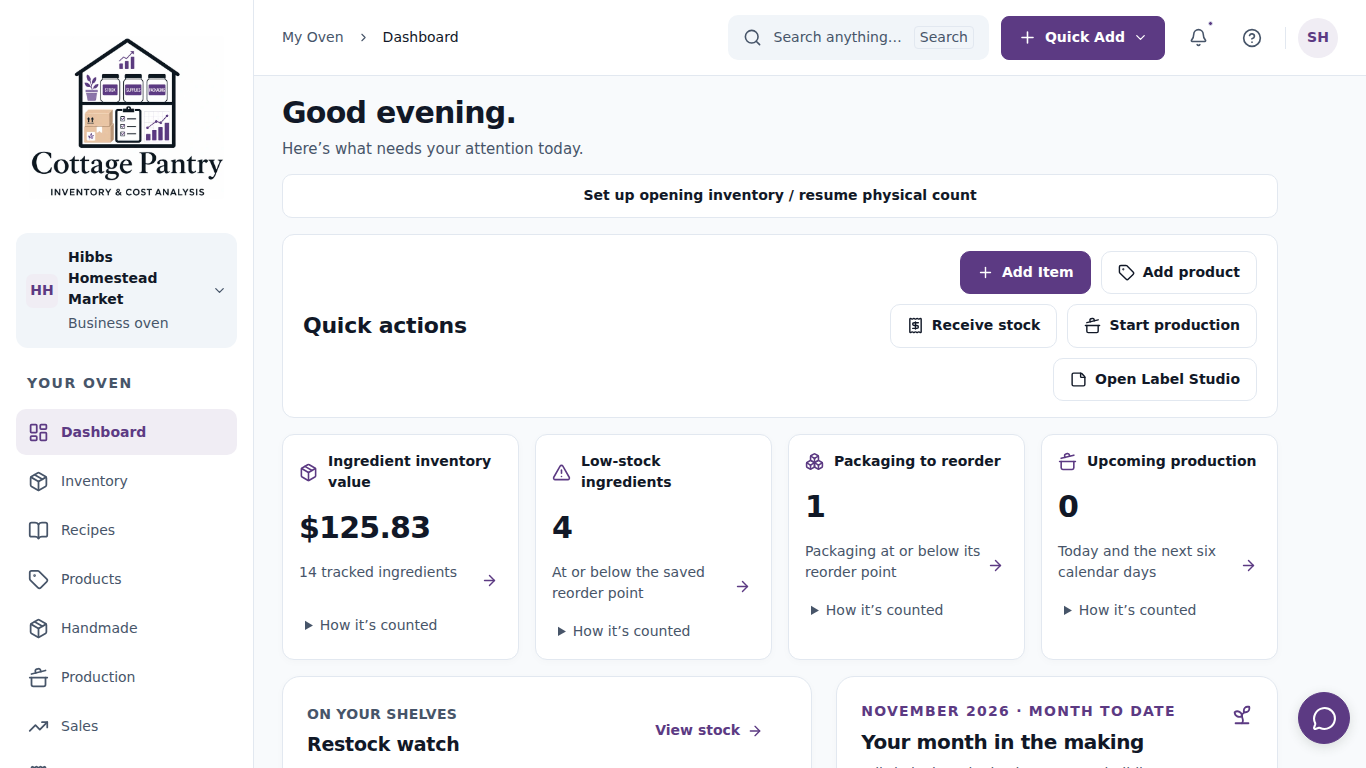 Cottage Pantry
INVENTORY & COST ANALYSIS
HH
Hibbs
Homestead
Market
Business oven
YOUR OVEN
Dashboard
Inventory
Recipes
Products
Handmade
Production
Sales
My Oven
Dashboard
Search anything...
Search
Quick Add
SH
Good evening.
Here’s what needs your attention today.
Set up opening inventory / resume physical count
Quick actions
Add Item
Add product
Receive stock
Start production
Open Label Studio
Ingredient inventory
value
$125.83
14 tracked ingredients
How it’s counted
Low-stock
ingredients
4
At or below the saved
reorder point
How it’s counted
Packaging to reorder
1
Packaging at or below its
reorder point
How it’s counted
Upcoming production
0
Today and the next six
calendar days
How it’s counted
ON YOUR SHELVES
Restock watch
View stock
NOVEMBER 2026 · MONTH TO DATE
Your month in the making